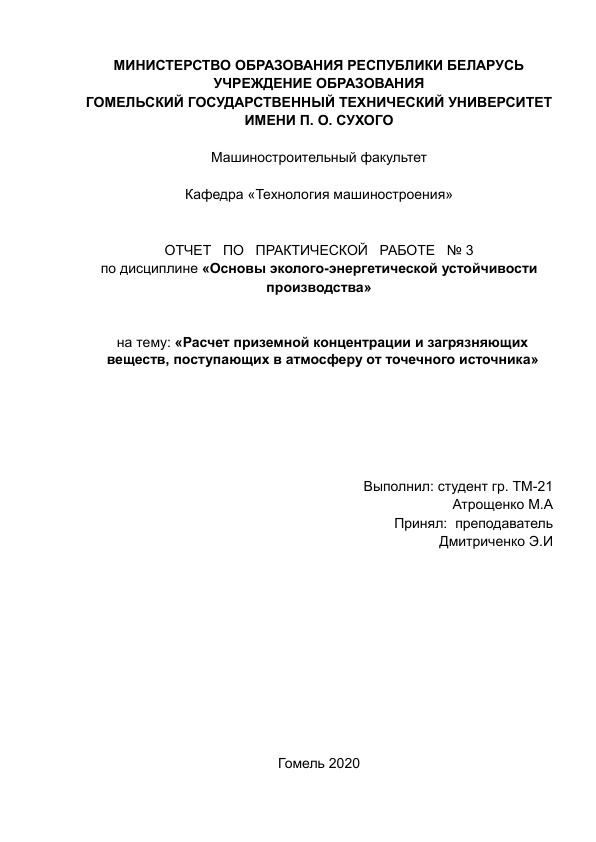 МИНИСТЕРСТВО ОБРАЗОВАНИЯ РЕСПУБЛИКИ БЕЛАРУСЬ
УЧРЕЖДЕНИЕ ОБРАЗОВАНИЯ
ГОМЕЛЬСКИЙ ГОСУДАРСТВЕННЫЙ ТЕХНИЧЕСКИЙ УНИВЕРСИТЕТ
ИМЕНИ П. О. СУХОГО
Машиностроительный факультет
Кафедра «Технология машиностроения»
ОТЧЕТ ПО ПРАКТИЧЕСКОЙ РАБОТЕ № 3
по дисциплине «Основы эколого-энергетической устойчивости
производства»
на тему: «Расчет приземной концентрации и загрязняющих
веществ, поступающих в атмосферу от точечного источника»
Выполнил: студент гр. ТМ-21
Атрощенко М.А
Принял: преподаватель
Дмитриченко Э.И
Гомель 2020